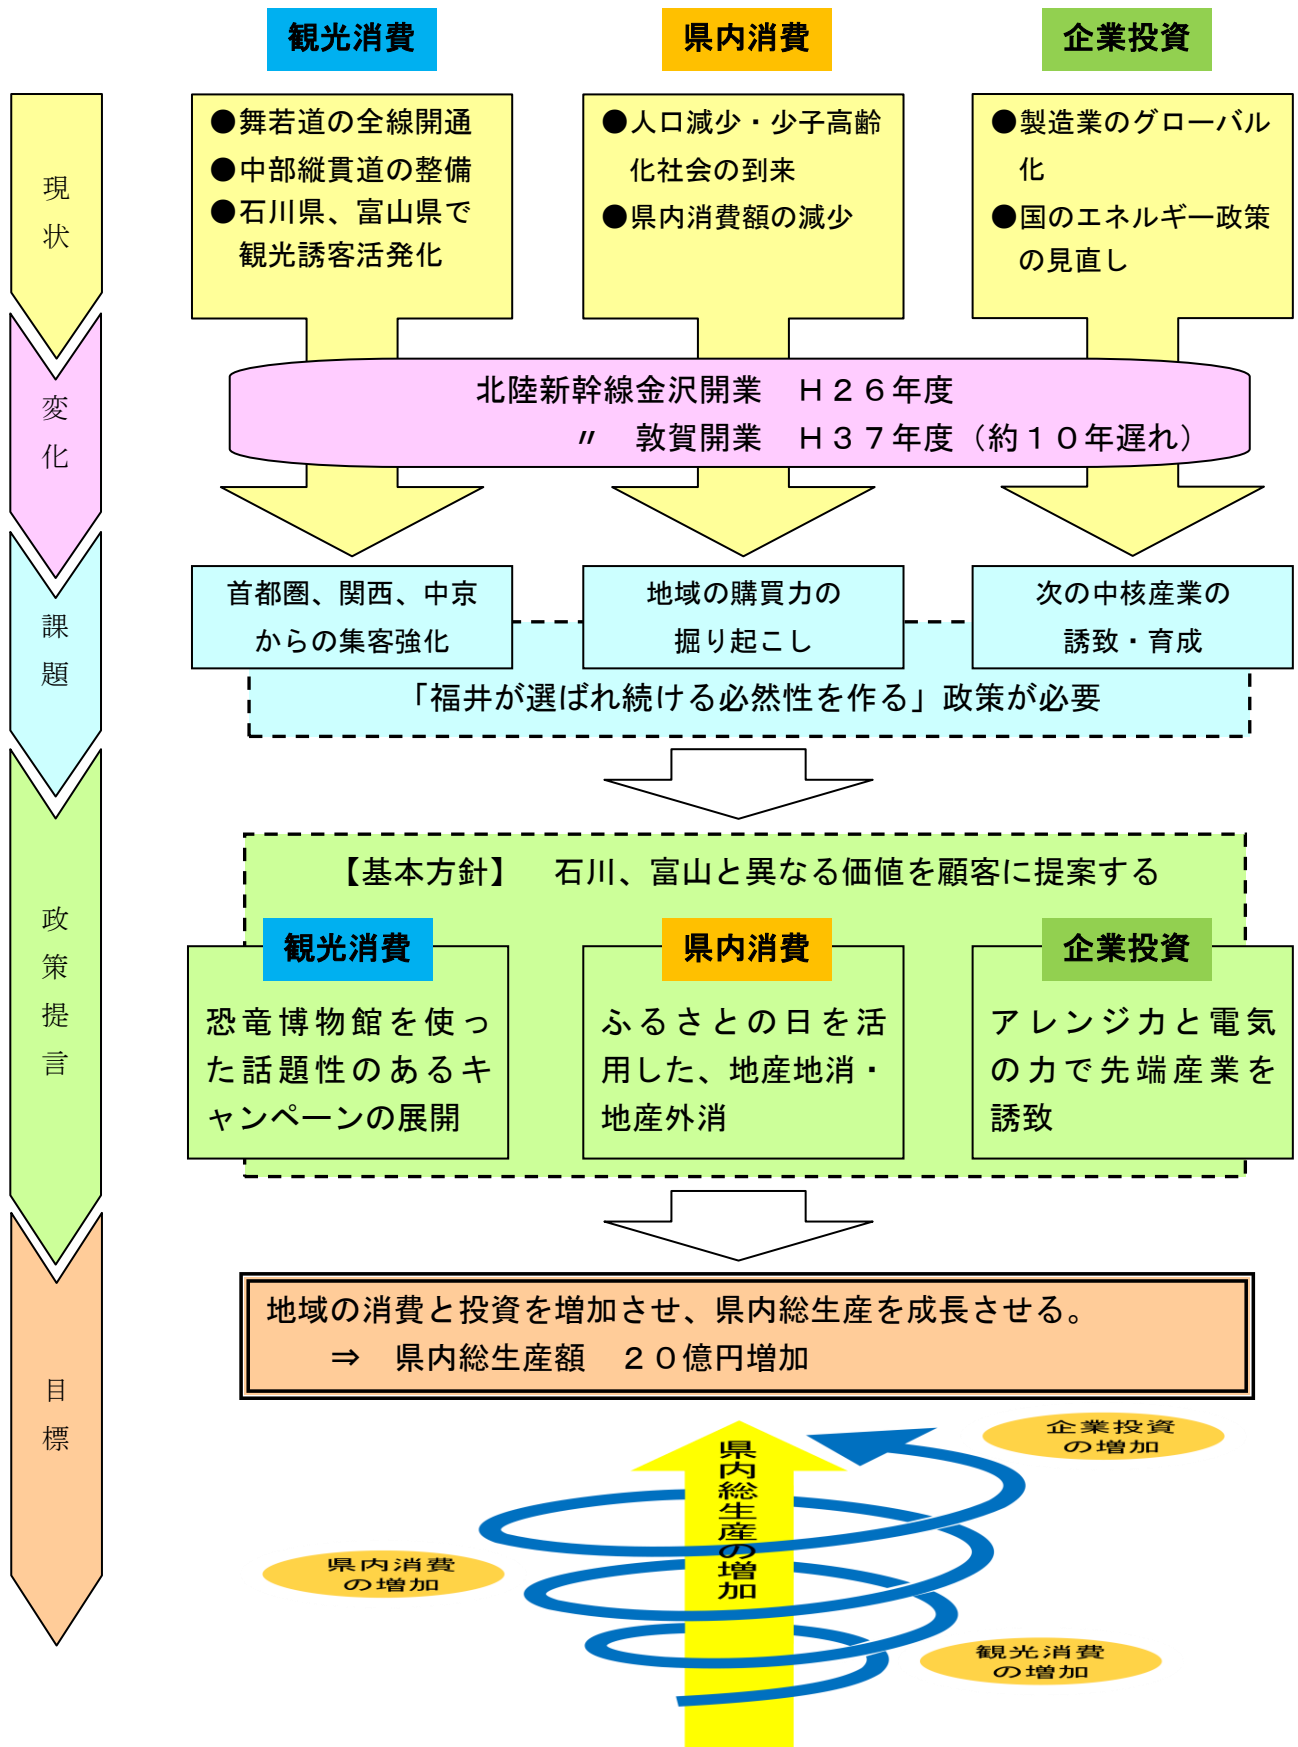 観光消費
県内消費
企業投資
現状
●舞若道の全線開通
●中部縦貫道の整備
●石川県、富山県で
観光誘客活発化
●人口減少・少子高齢
化社会の到来
●県内消費額の減少
●製造業のグローバル
化
●国のエネルギー政策
の見直し
変化
北陸新幹線金沢開業　Ｈ２６年度
〃　敦賀開業　Ｈ３７年度（約１０年遅れ）
課題
首都圏、関西、中京
からの集客強化
地域の購買力の
掘り起こし
次の中核産業の
誘致・育成
「福井が選ばれ続ける必然性を作る」政策が必要
政策提言
【基本方針】　石川、富山と異なる価値を顧客に提案する
観光消費
恐竜博物館を使っ
た話題性のあるキ
ャンペーンの展開
県内消費
ふるさとの日を活
用した、地産地消・
地産外消
企業投資
アレンジ力と電気
の力で先端産業を
誘致
目標
地域の消費と投資を増加させ、県内総生産を成長させる。
⇒　県内総生産額　２０億円増加
県内総生産の増加
企業投資
の増加
県内消費
の増加
観光消費
の増加